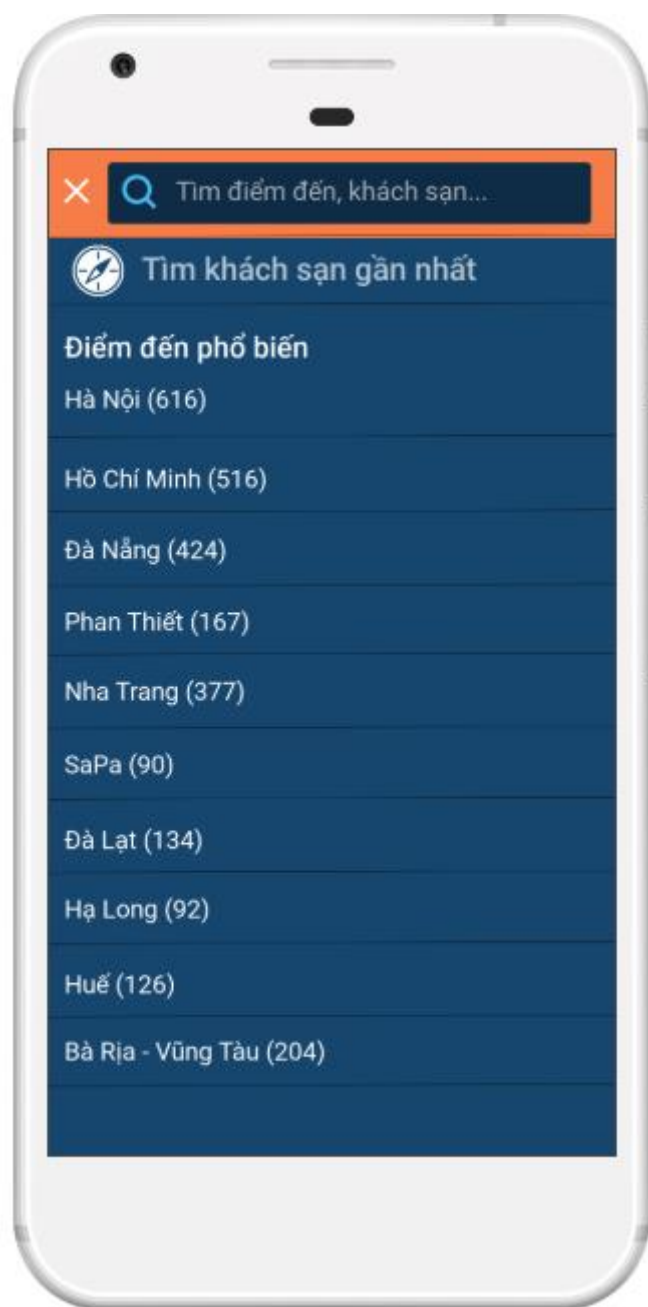 Tìm điểm đến, khách sạn...
Tìm khách sạn gần nhất
Điểm đến phổ biến
Hà Nội (616)
Hồ Chí Minh (516)
Đà Nẵng (424)
Phan Thiết (167)
Nha Trang (377)
SaPa (90)
Đà Lạt (134)
Hạ Long (92)
Huế (126)
Bà Rịa - Vũng Tàu (204)